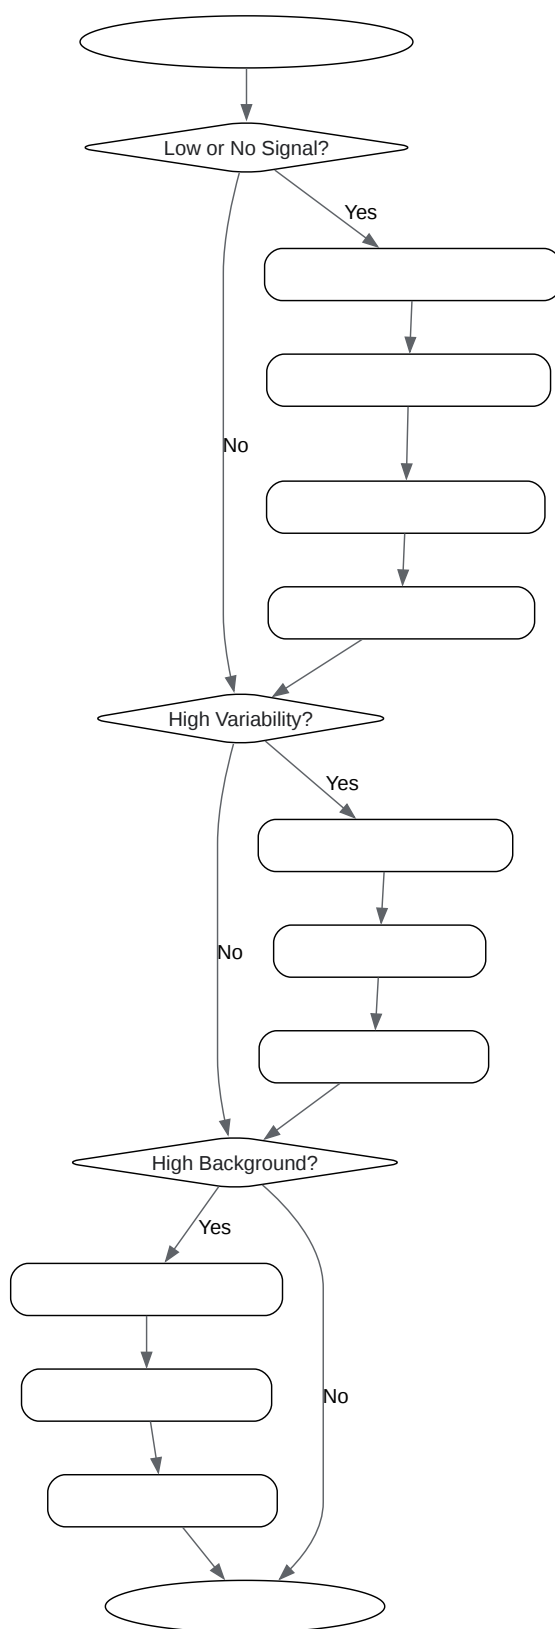 Low or No Signal?
Yes
No
High Variability?
Yes
No
High Background?
Yes
No